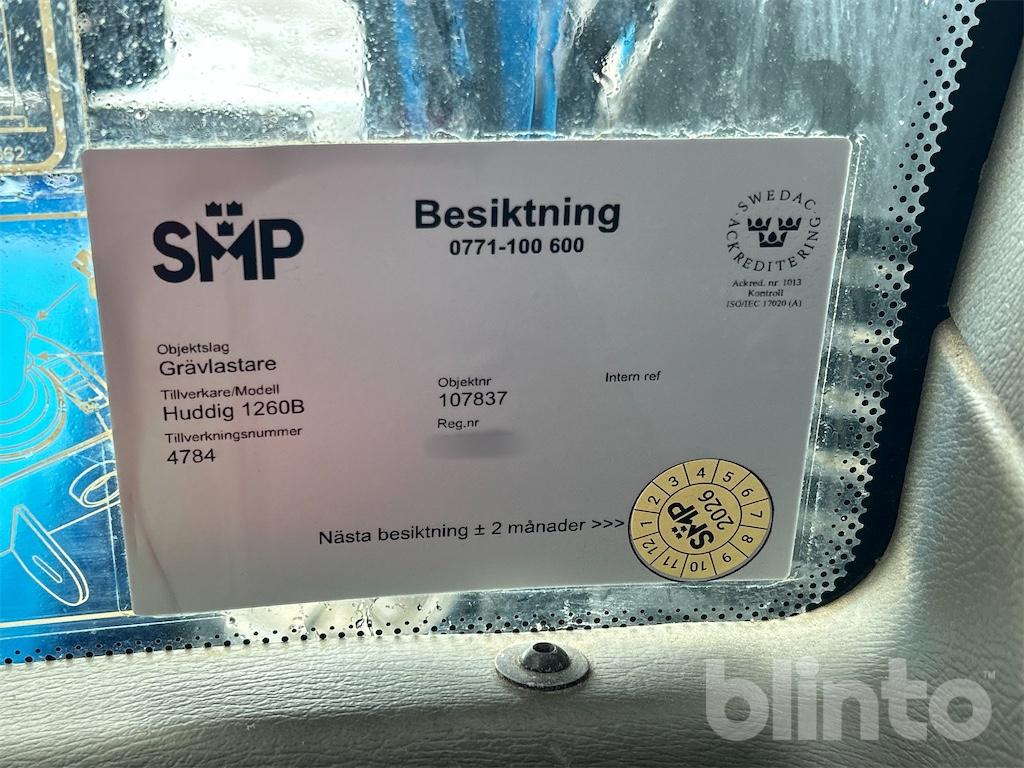 62
SMP
Besiktning
0771-100 600
SWEDAC
ACKREDITERING
Ackred. nr. 1013
Kontroll
ISO/IEC 17020 (A)
Objektslag
Grävlastare
Tillverkare/Modell
Huddig 1260B
Tillverkningsnummer
4784
Objektnr
107837
Reg.nr
Intern ref
Nästa besiktning ± 2 månader >>>
1 2 3 4 5 6 7 8 9 10 11 12
SMP
2026
blinto™